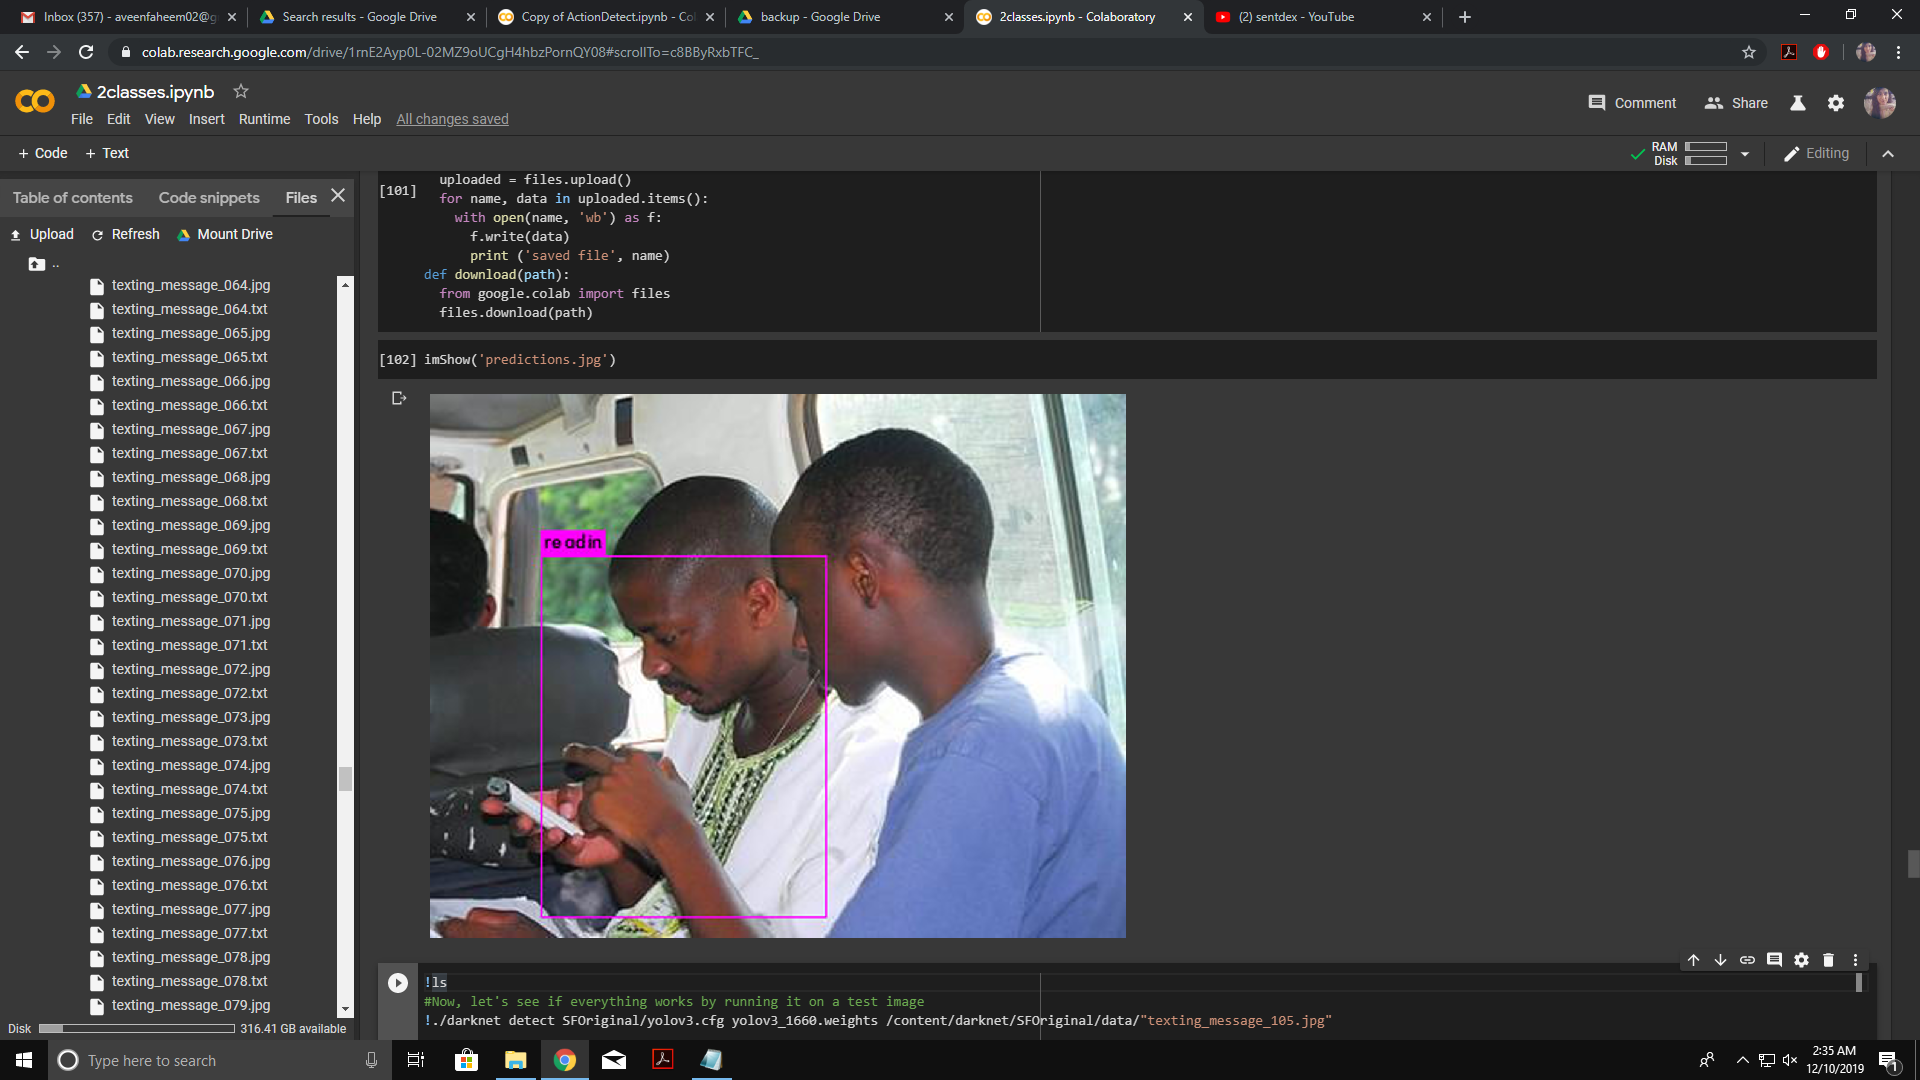 Inbox (357) - aveenfaheem02@g
Search results - Google Drive
Copy of ActionDetect.ipynb - Co
backup - Google Drive
2classes.ipynb - Colaboratory
(2) sentdex - YouTube
colab.research.google.com/drive/1rnE2Ayp0L-02MZ9oUCgH4hbzPornQY08#scrollTo=c8BByRxbTFC_
2classes.ipynb
Comment
Share
File Edit View Insert Runtime Tools Help All changes saved
+ Code + Text
RAM
Disk
Editing
Table of contents Code snippets Files
Upload Refresh Mount Drive
..
texting_message_064.jpg
texting_message_064.txt
texting_message_065.jpg
texting_message_065.txt
texting_message_066.jpg
texting_message_066.txt
texting_message_067.jpg
texting_message_067.txt
texting_message_068.jpg
texting_message_068.txt
texting_message_069.jpg
texting_message_069.txt
texting_message_070.jpg
texting_message_070.txt
texting_message_071.jpg
texting_message_071.txt
texting_message_072.jpg
texting_message_072.txt
texting_message_073.jpg
texting_message_073.txt
texting_message_074.jpg
texting_message_074.txt
texting_message_075.jpg
texting_message_075.txt
texting_message_076.jpg
texting_message_076.txt
texting_message_077.jpg
texting_message_077.txt
texting_message_078.jpg
texting_message_078.txt
texting_message_079.jpg
Disk 316.41 GB available
[101] uploaded = files.upload()
for name, data in uploaded.items():
with open(name, 'wb') as f:
f.write(data)
print ('saved file', name)
def download(path):
from google.colab import files
files.download(path)
[102] imShow('predictions.jpg')
readin
!ls
#Now, let's see if everything works by running it on a test image
!./darknet detect SFOriginal/yolov3.cfg yolov3_1660.weights /content/darknet/SFOriginal/data/"texting_message_105.jpg"
Type here to search
2:35 AM
12/10/2019
1